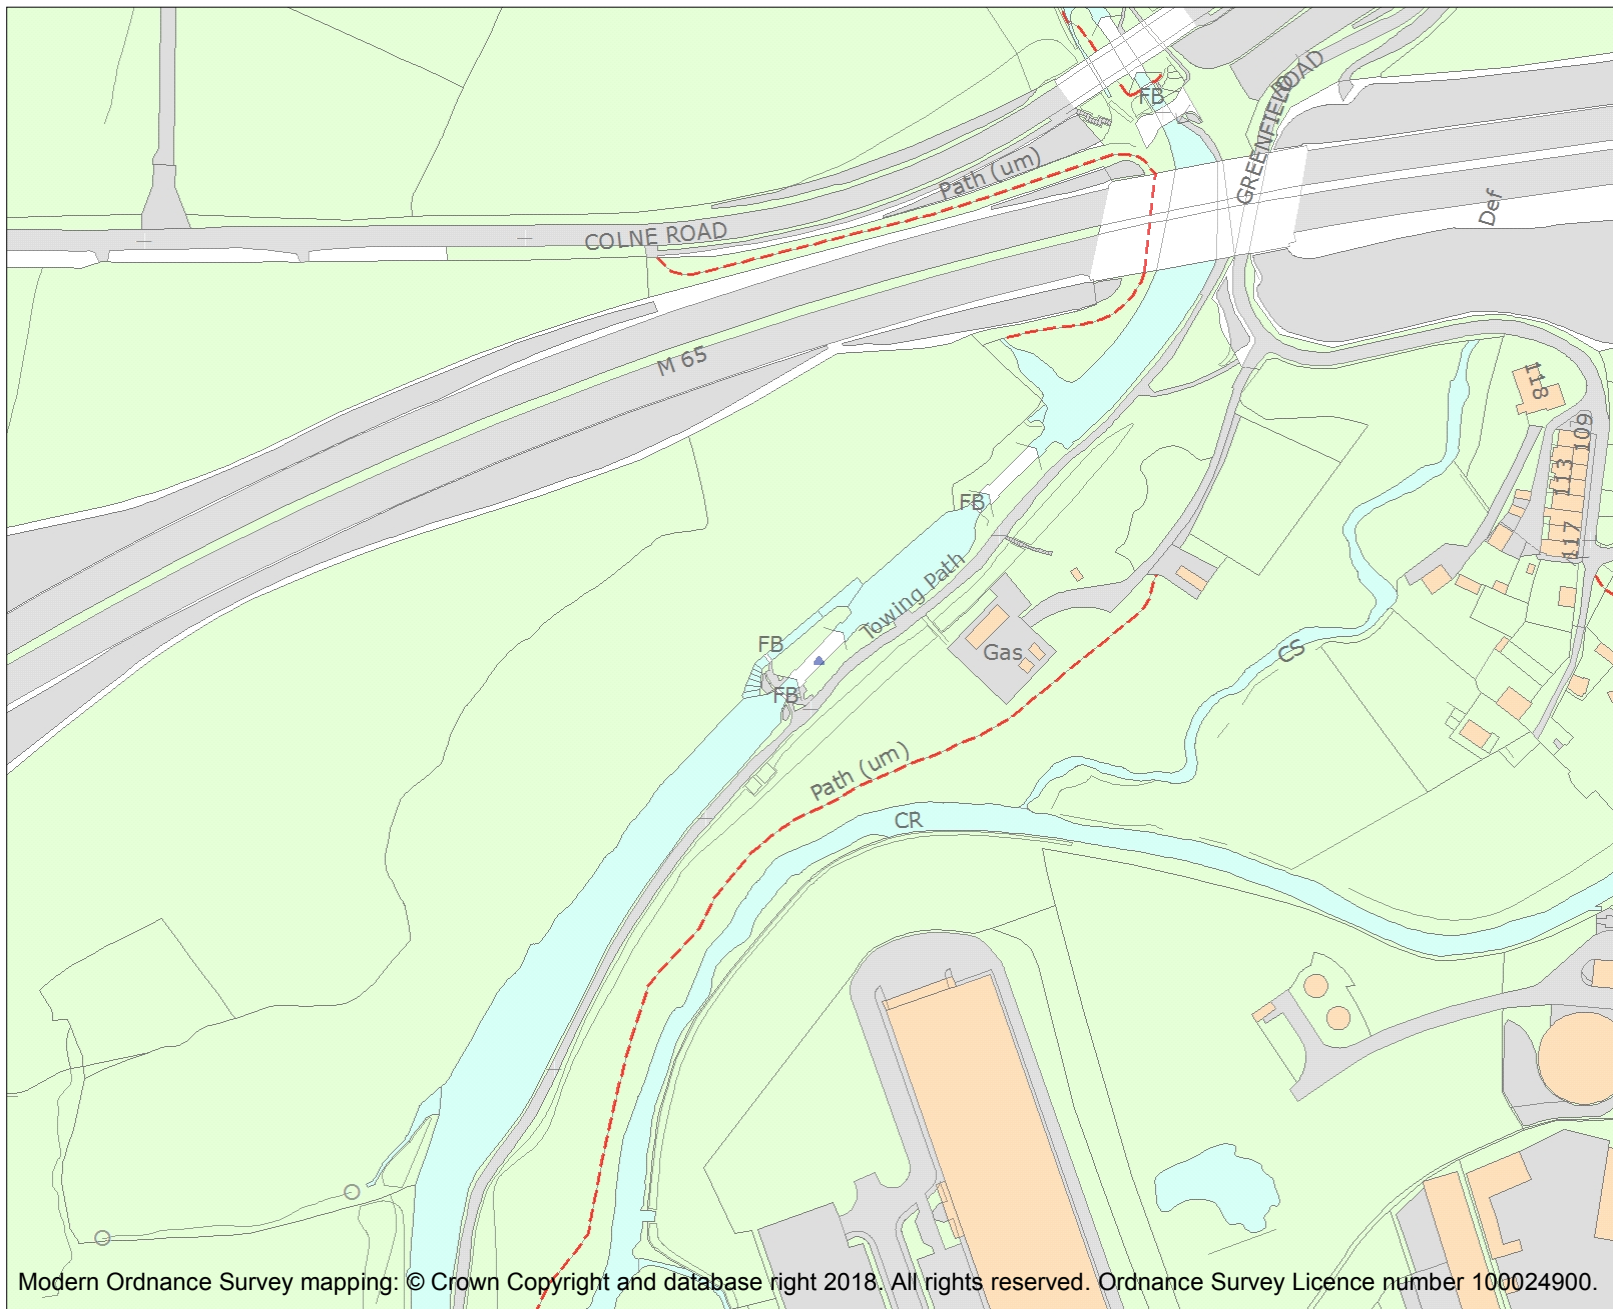 FB
GREENFIELD ROAD
Path (um)
Def
COLNE ROAD
M 65
118
109
113
FB
117
Towing Path
FB
Gas
CS
FB
Path (um)
CR
Modern Ordnance Survey mapping: © Crown Copyright and database right 2018. All rights reserved. Ordnance Survey Licence number 100024900.